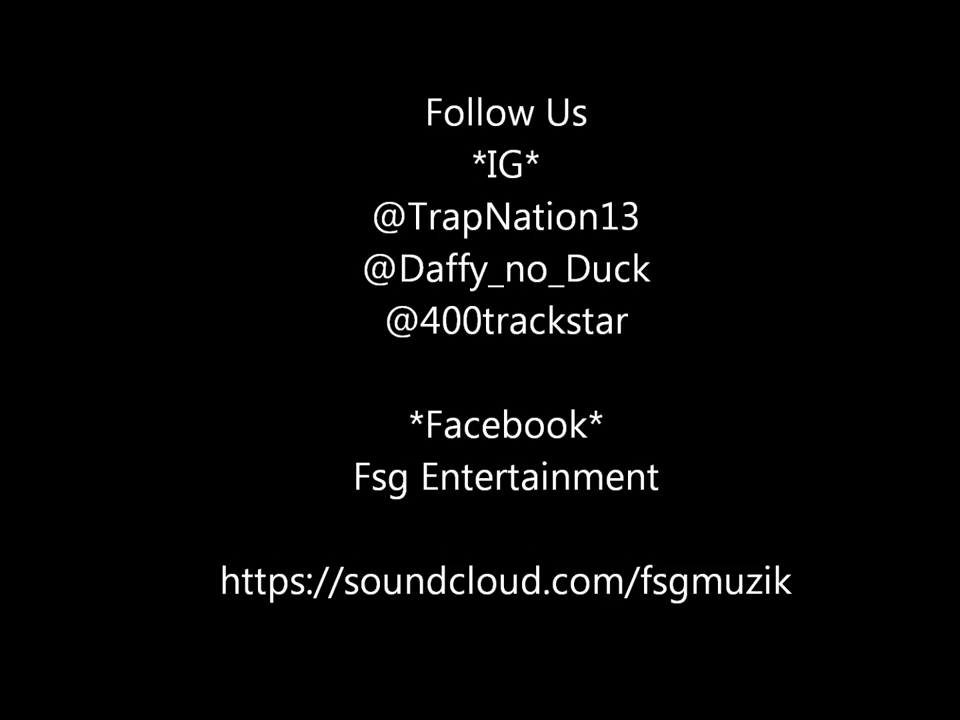 Follow Us
*IG*
@TrapNation13
@Daffy_no_Duck
@400trackstar
*Facebook*
Fsg Entertainment
https://soundcloud.com/fsgmuzik